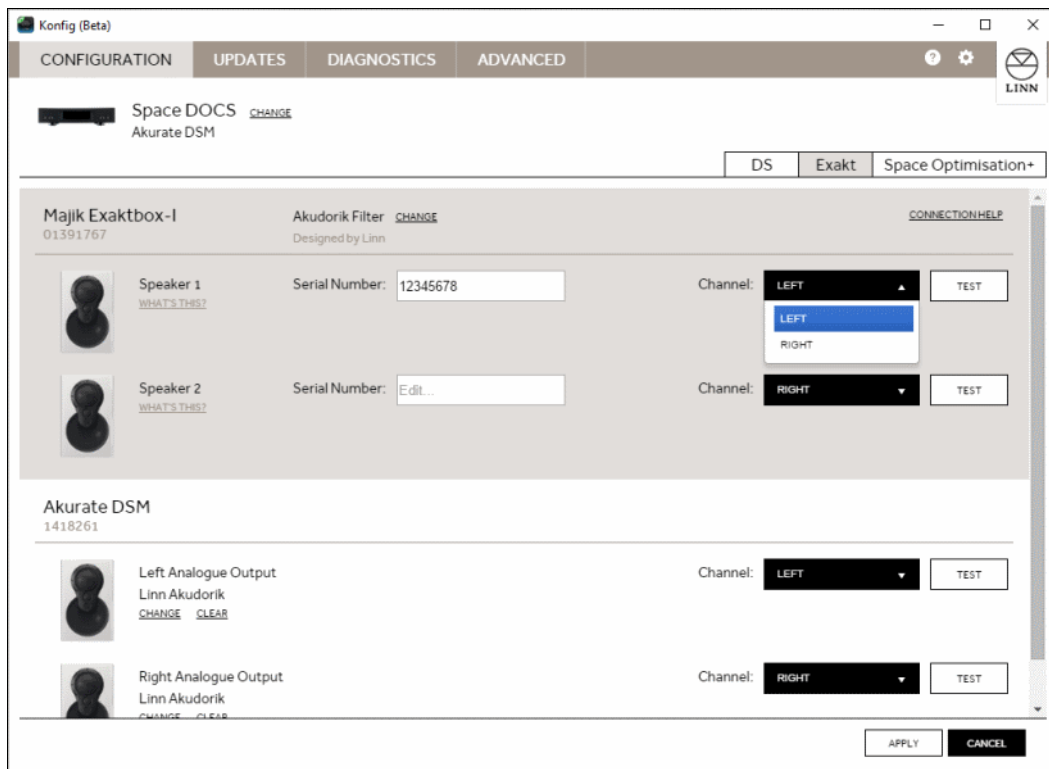 Konfig (Beta)
CONFIGURATION UPDATES DIAGNOSTICS ADVANCED ?
LINN
Space DOCS CHANGE
Akurate DSM
DS Exakt Space Optimisation+
Majik Exaktbox-I Akudorik Filter CHANGE CONNECTION HELP
01391767 Designed by Linn
Speaker 1 Serial Number: 12345678 Channel: LEFT TEST
WHAT'S THIS?
LEFT
RIGHT
Speaker 2 Serial Number: Edit... Channel: RIGHT TEST
WHAT'S THIS?
Akurate DSM
1418261
Left Analogue Output Channel: LEFT TEST
Linn Akudorik
CHANGE CLEAR
Right Analogue Output Channel: RIGHT TEST
Linn Akudorik
CHANGE CLEAR
APPLY CANCEL